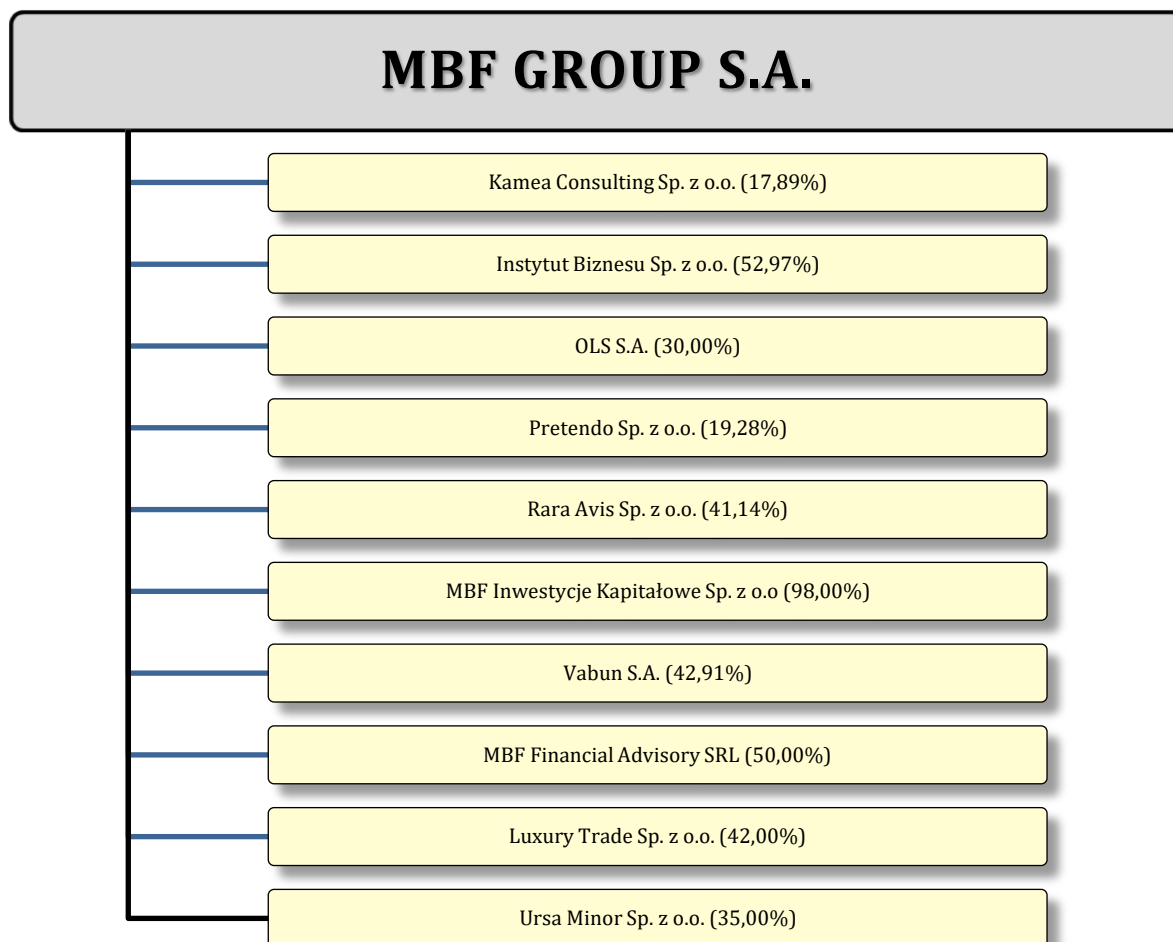 MBF GROUP S.A.
Kamea Consulting Sp. z o.o. (17,89%)
Instytut Biznesu Sp. z o.o. (52,97%)
OLS S.A. (30,00%)
Pretendo Sp. z o.o. (19,28%)
Rara Avis Sp. z o.o. (41,14%)
MBF Inwestycje Kapitałowe Sp. z o.o (98,00%)
Vabun S.A. (42,91%)
MBF Financial Advisory SRL (50,00%)
Luxury Trade Sp. z o.o. (42,00%)
Ursa Minor Sp. z o.o. (35,00%)